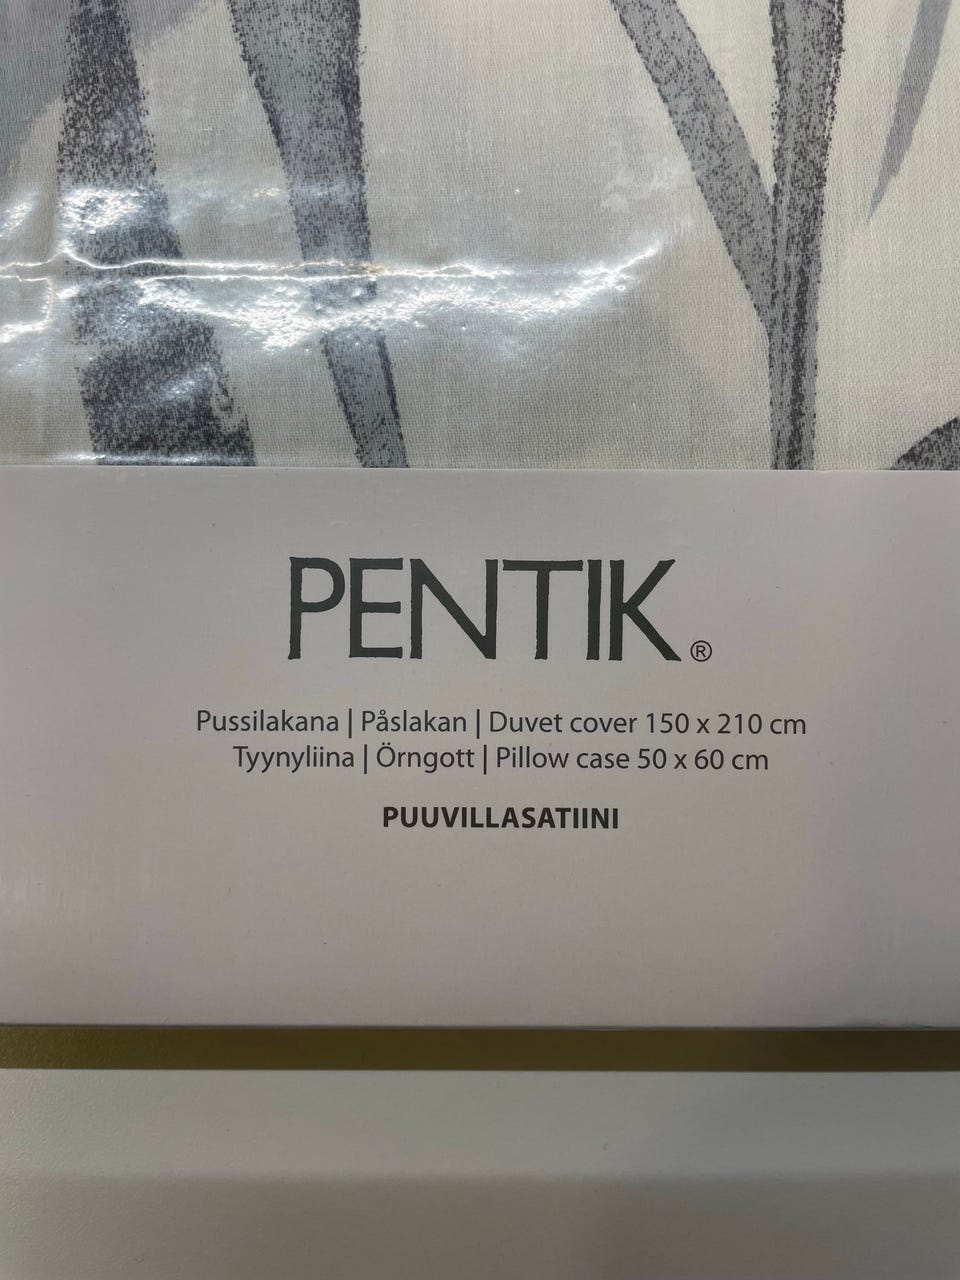 PENTIK®
Pussilakana | Påslakan | Duvet cover 150 x 210 cm
Tyynyliina | Örngott | Pillow case 50 x 60 cm
PUUVILLASATIINI